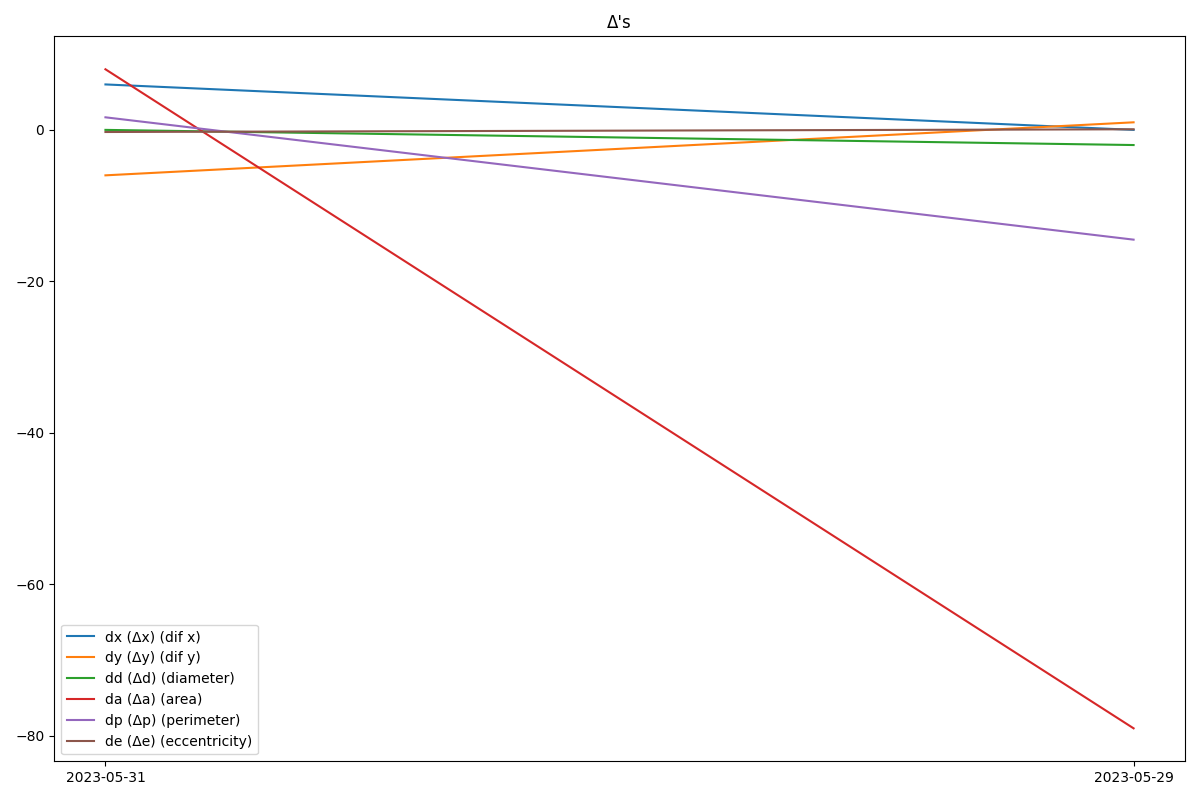 Δ's
0
−20
−40
−60
−80
dx (Δx) (dif x)
dy (Δy) (dif y)
dd (Δd) (diameter)
da (Δa) (area)
dp (Δp) (perimeter)
de (Δe) (eccentricity)
2023-05-31
2023-05-29